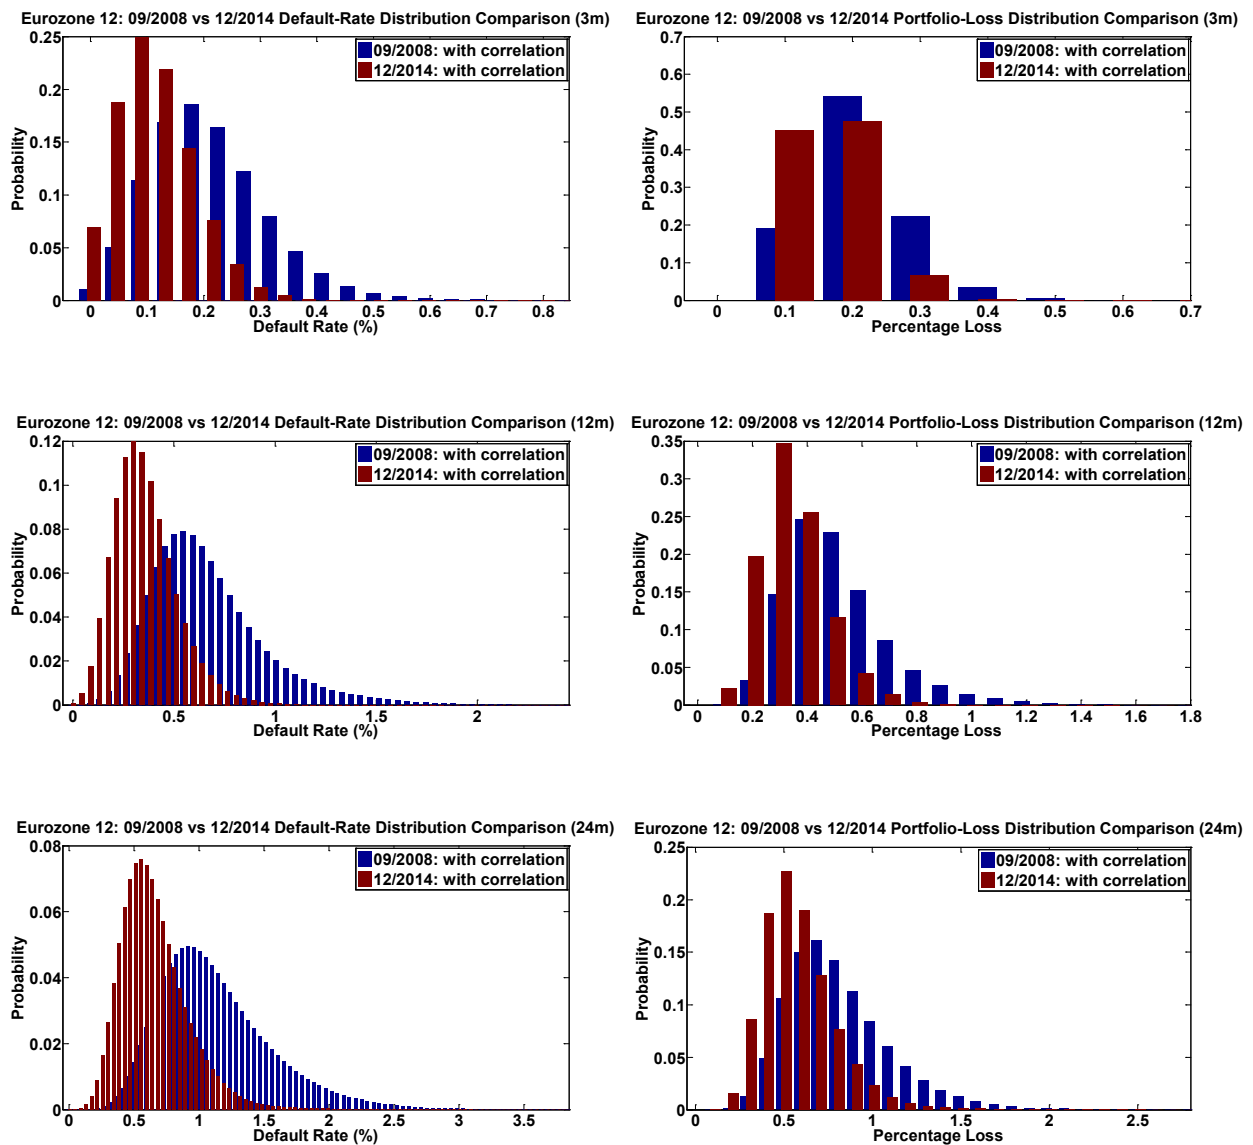 Eurozone 12: 09/2008 vs 12/2014 Default-Rate Distribution Comparison (3m)
0.25
0.2
0.15
0.1
0.05
0
Probability
09/2008: with correlation
12/2014: with correlation
0 0.1 0.2 0.3 0.4 0.5 0.6 0.7 0.8
Default Rate (%)
Eurozone 12: 09/2008 vs 12/2014 Portfolio-Loss Distribution Comparison (3m)
0.7
0.6
0.5
0.4
0.3
0.2
0.1
0
Probability
09/2008: with correlation
12/2014: with correlation
0 0.1 0.2 0.3 0.4 0.5 0.6 0.7
Percentage Loss
Eurozone 12: 09/2008 vs 12/2014 Default-Rate Distribution Comparison (12m)
0.12
0.1
0.08
0.06
0.04
0.02
0
Probability
09/2008: with correlation
12/2014: with correlation
0 0.5 1 1.5 2
Default Rate (%)
Eurozone 12: 09/2008 vs 12/2014 Portfolio-Loss Distribution Comparison (12m)
0.35
0.3
0.25
0.2
0.15
0.1
0.05
0
Probability
09/2008: with correlation
12/2014: with correlation
0 0.2 0.4 0.6 0.8 1 1.2 1.4 1.6 1.8
Percentage Loss
Eurozone 12: 09/2008 vs 12/2014 Default-Rate Distribution Comparison (24m)
0.08
0.06
0.04
0.02
0
Probability
09/2008: with correlation
12/2014: with correlation
0 0.5 1 1.5 2 2.5 3 3.5
Default Rate (%)
Eurozone 12: 09/2008 vs 12/2014 Portfolio-Loss Distribution Comparison (24m)
0.25
0.2
0.15
0.1
0.05
0
Probability
09/2008: with correlation
12/2014: with correlation
0 0.5 1 1.5 2 2.5
Percentage Loss